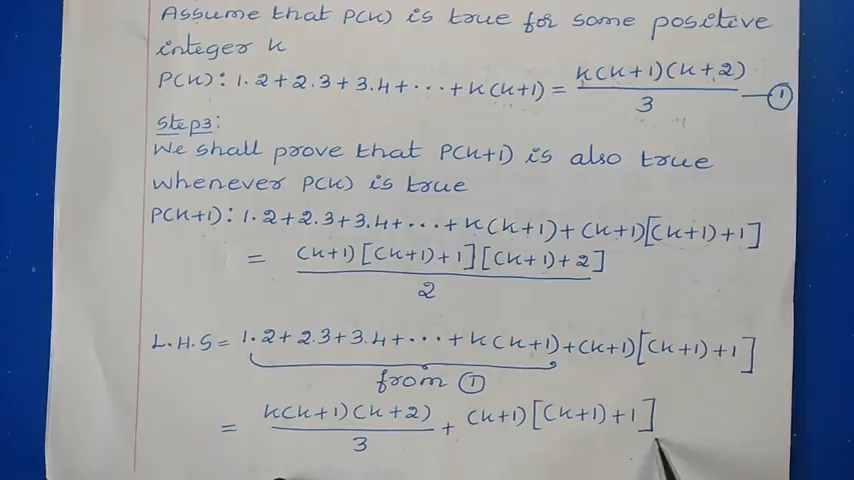 Assume that P(k) is true for some positive
integer k
P(k): 1.2+2.3+3.4+...+k(k+1) = k(k+1)(k+2)/3 —①
Step3:
We shall prove that P(k+1) is also true
whenever P(k) is true
P(k+1): 1.2+2.3+3.4+...+k(k+1)+(k+1)[(k+1)+1]
= (k+1)[(k+1)+1][(k+1)+2]/2
L.H.S = 1.2+2.3+3.4+...+k(k+1)+(k+1)[(k+1)+1]
from ①
= k(k+1)(k+2)/3 + (k+1)[(k+1)+1]